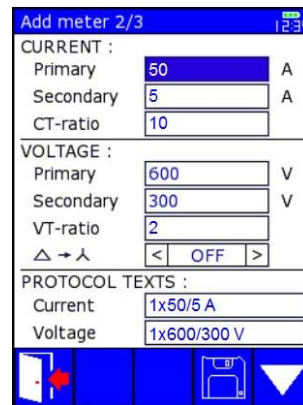 Add meter 2/3
CURRENT :
Primary 50 A
Secondary 5 A
CT-ratio 10
VOLTAGE :
Primary 600 V
Secondary 300 V
VT-ratio 2
△ → 人 < OFF >
PROTOCOL TEXTS :
Current 1x50/5 A
Voltage 1x600/300 V